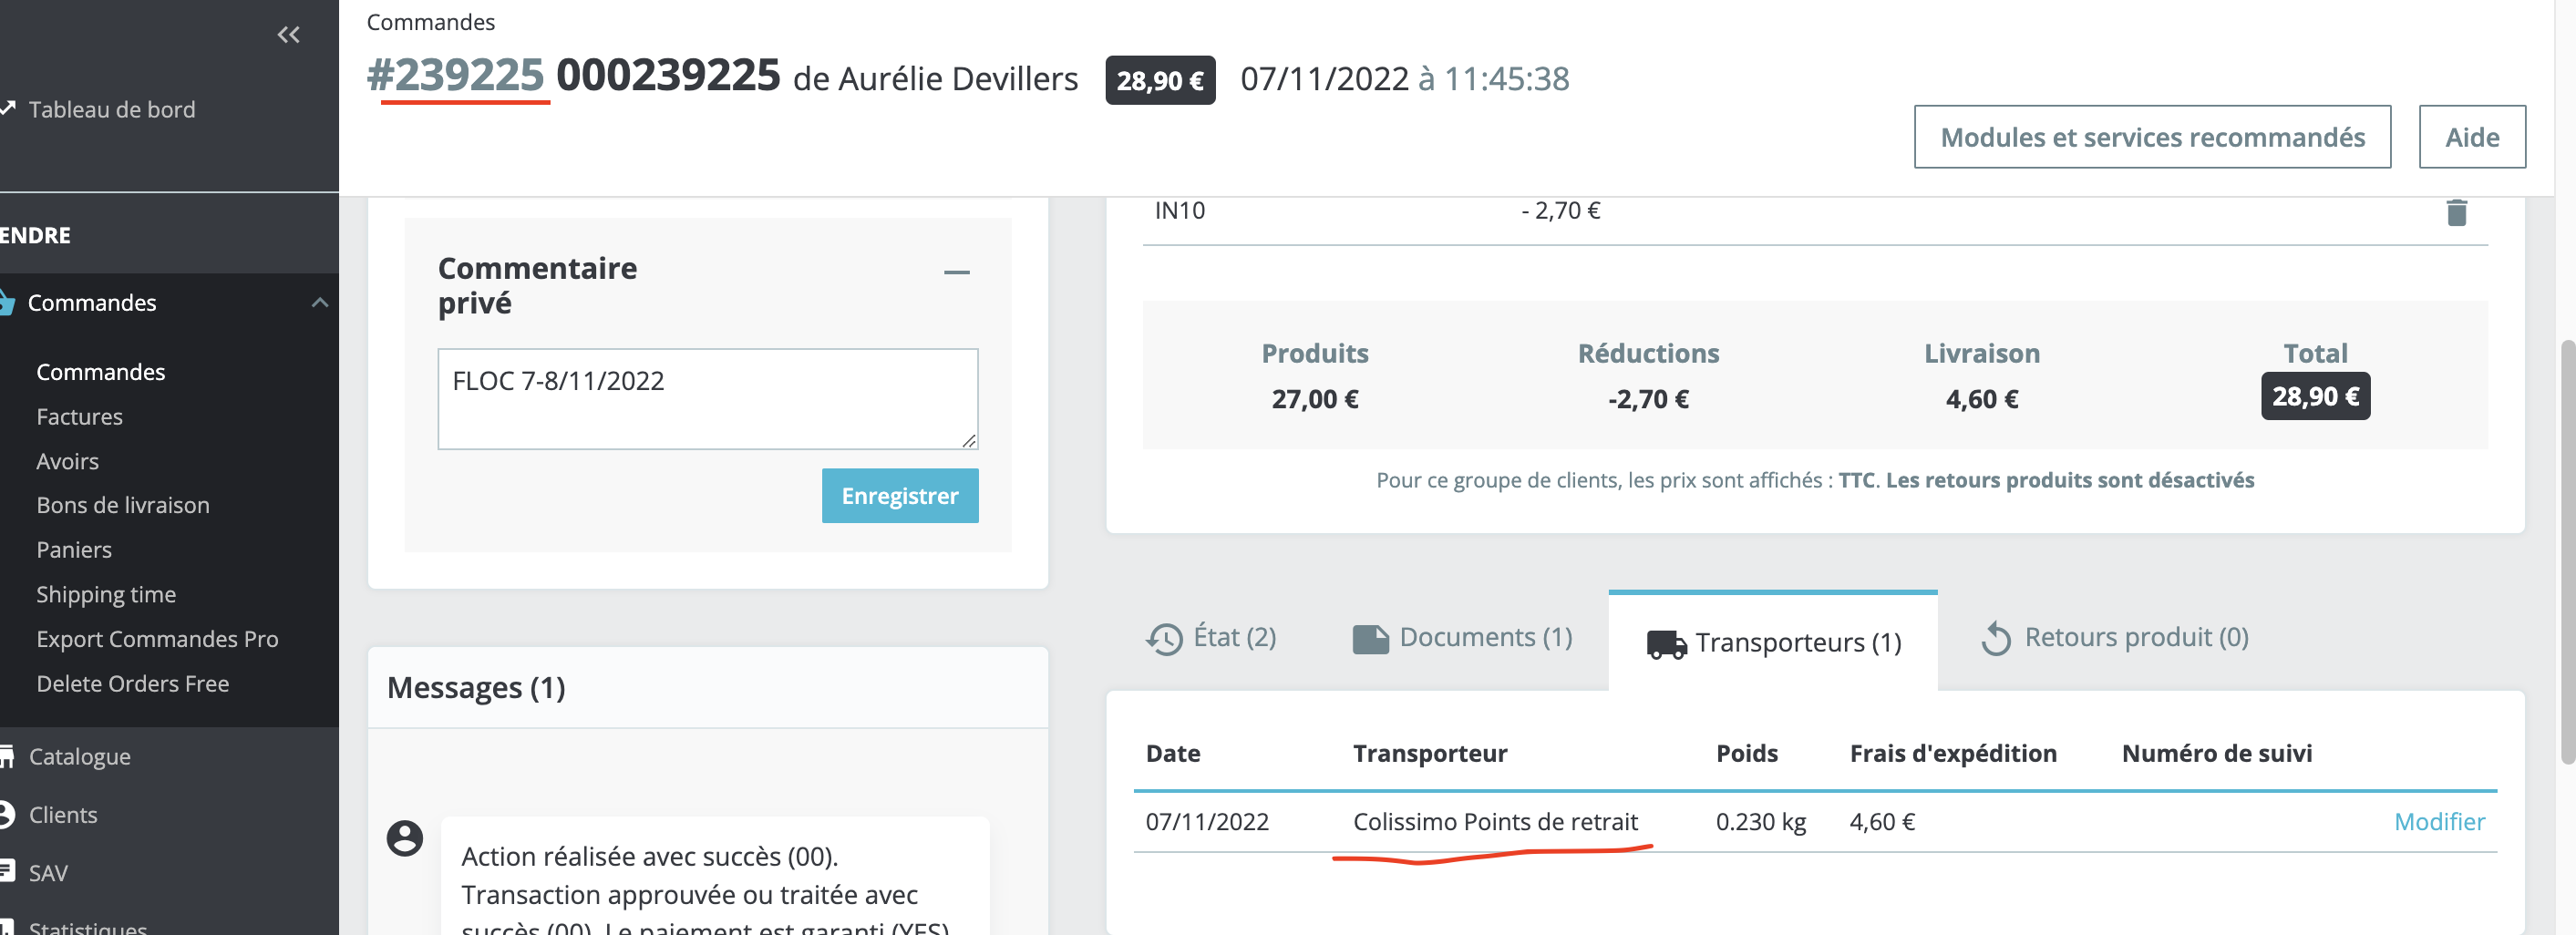 Commandes
#239225 000239225 de Aurélie Devillers 28,90 € 07/11/2022 à 11:45:38
Modules et services recommandés
Aide
Tableau de bord
ENDRE
Commandes
Commandes
Factures
Avoirs
Bons de livraison
Paniers
Shipping time
Export Commandes Pro
Delete Orders Free
Catalogue
Clients
SAV
Statistiques
Commentaire
privé
FLOC 7-8/11/2022
Enregistrer
Messages (1)
Action réalisée avec succès (00).
Transaction approuvée ou traitée avec
succès (00). Le paiement est garanti (YES)
IN10 - 2,70 €
Produits Réductions Livraison Total
27,00 € -2,70 € 4,60 € 28,90 €
Pour ce groupe de clients, les prix sont affichés : TTC. Les retours produits sont désactivés
État (2) Documents (1) Transporteurs (1) Retours produit (0)
Date Transporteur Poids Frais d'expédition Numéro de suivi
07/11/2022 Colissimo Points de retrait 0.230 kg 4,60 € Modifier